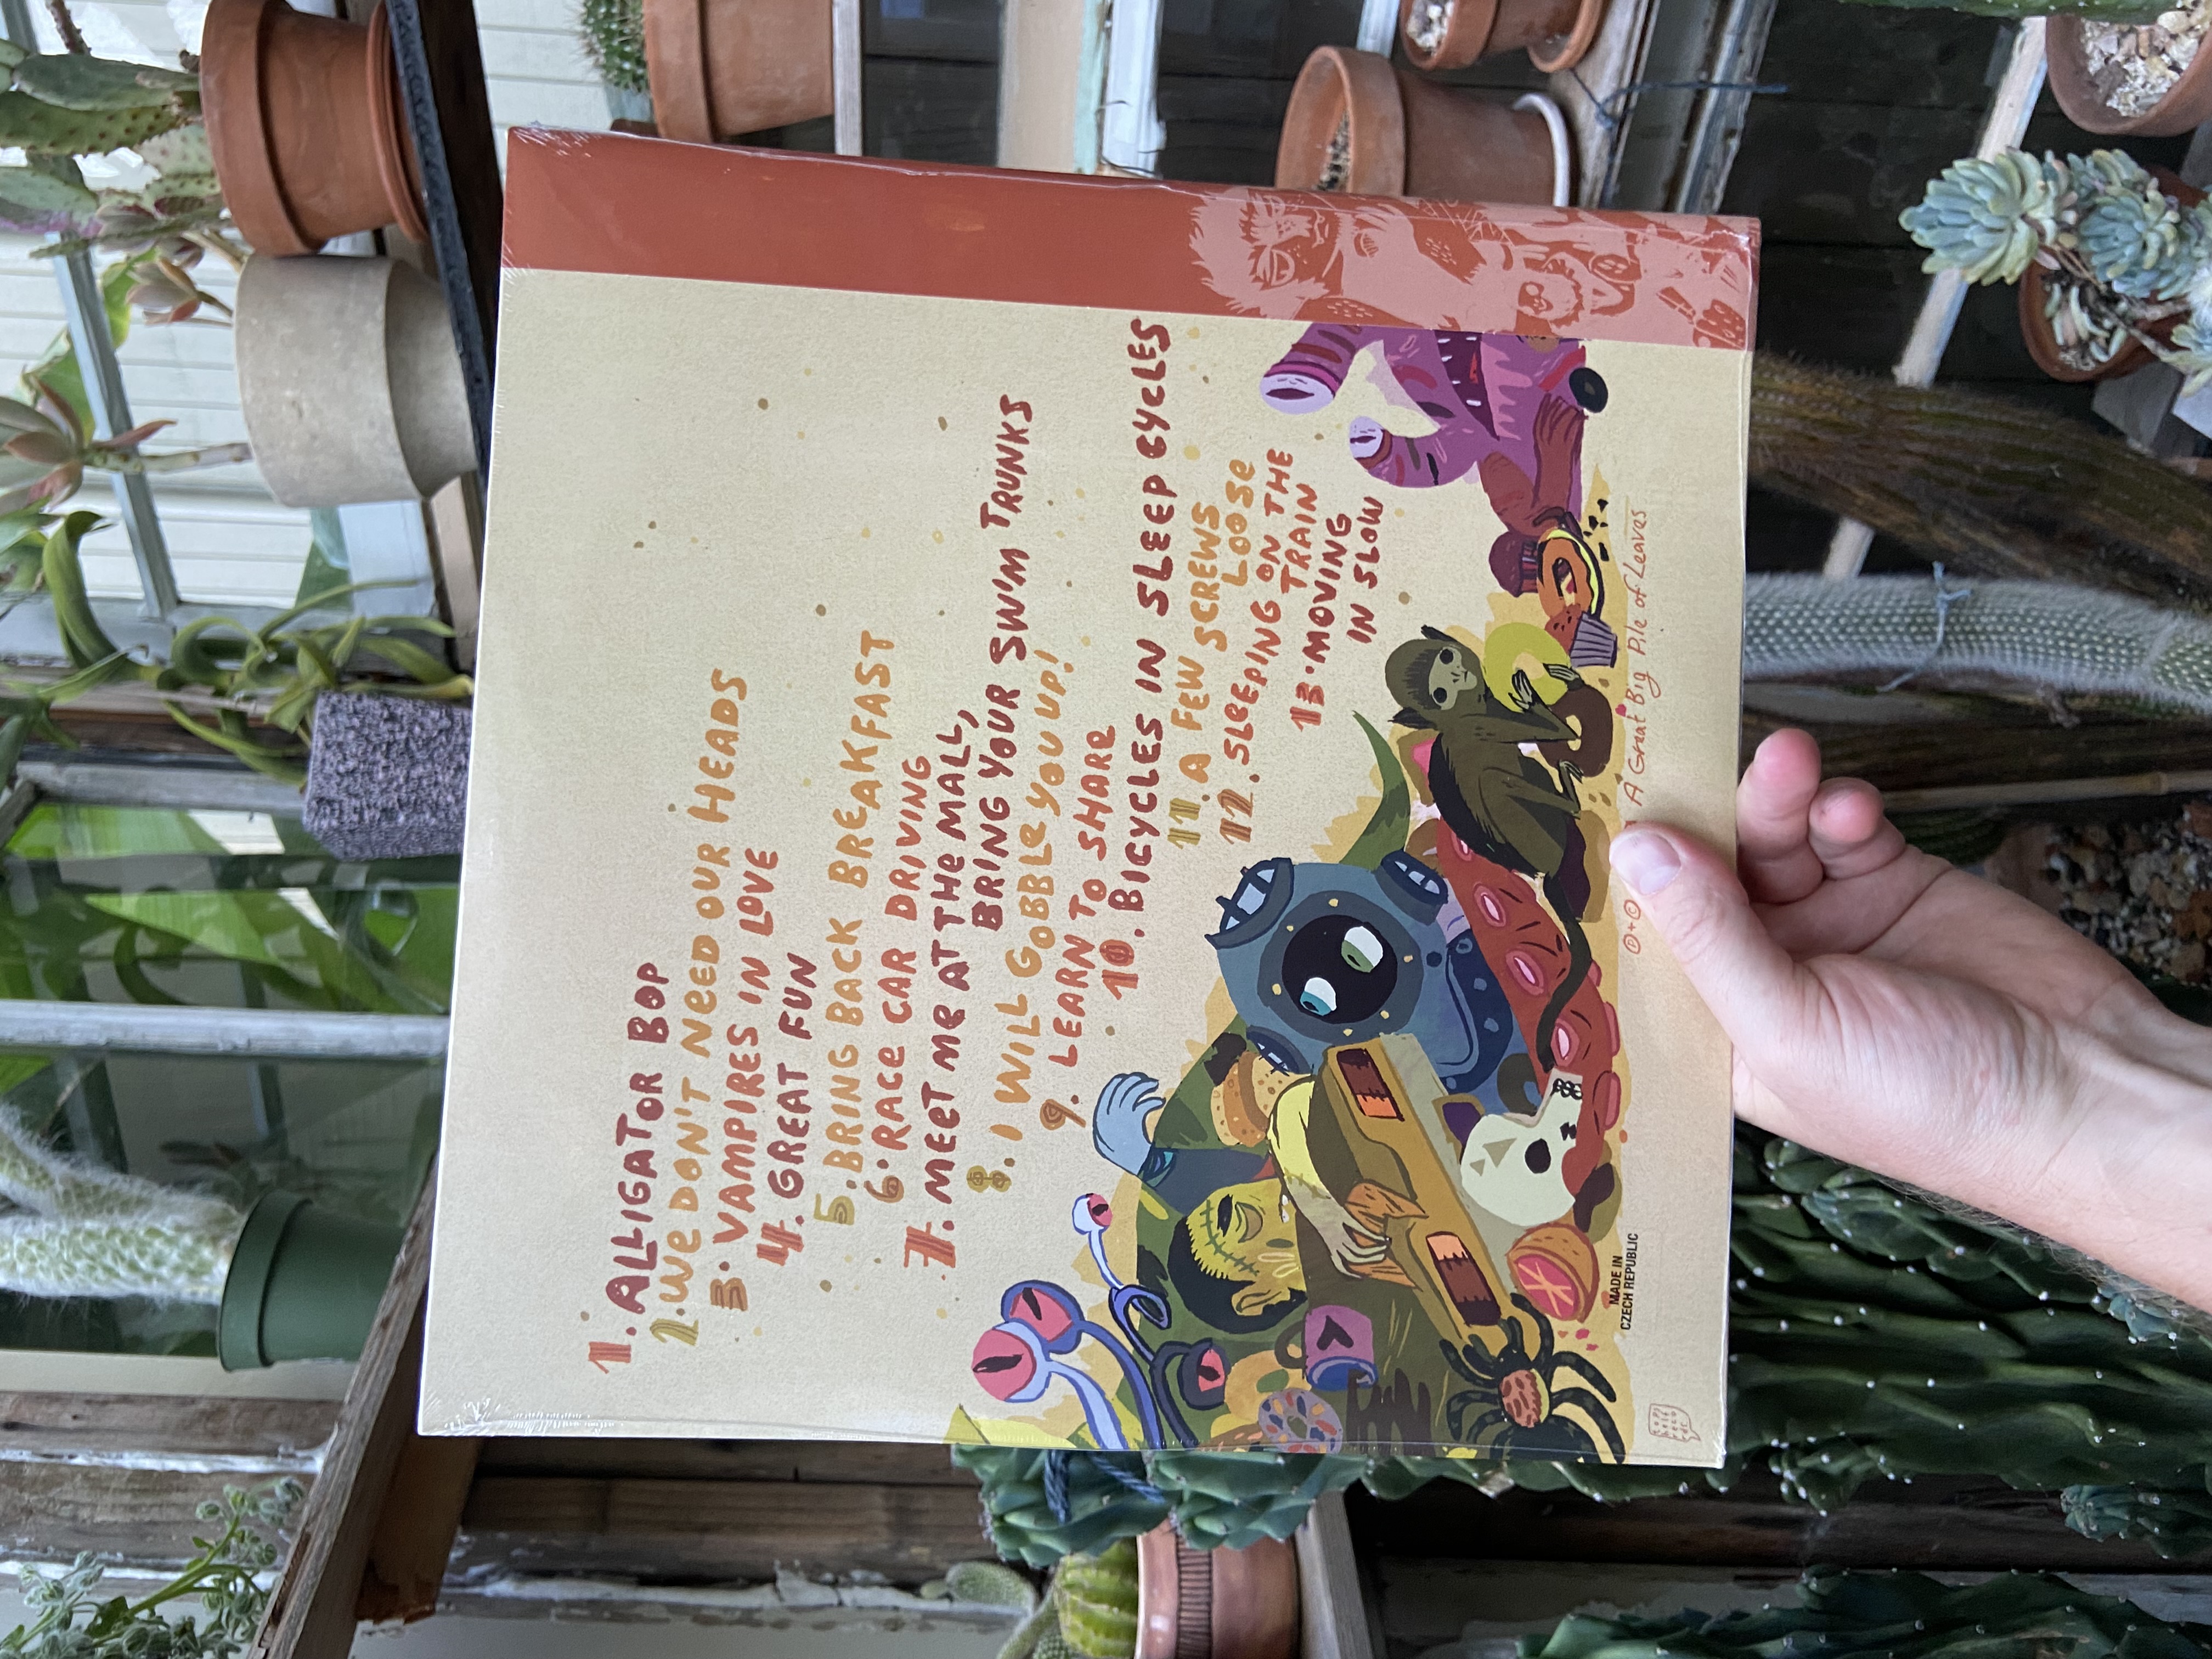 1. ALLIGATOR BOP
2. WE DON'T NEED OUR HEADS
3. VAMPIRES IN LOVE
4. GREAT FUN
5. BRING BACK BREAKFAST
6. RACE CAR DRIVING
7. MEET ME AT THE MALL,
BRING YOUR SWIM TRUNKS
8. I WILL GOBBLE YOU UP!
9. LEARN TO SHARE
10. BICYCLES IN SLEEP CYCLES
11. A FEW SCREWS
LOOSE
12. SLEEPING ON THE
TRAIN
13. MOVING
IN SLOW
℗+© A Great Big Pile of Leaves
MADE IN
CZECH REPUBLIC